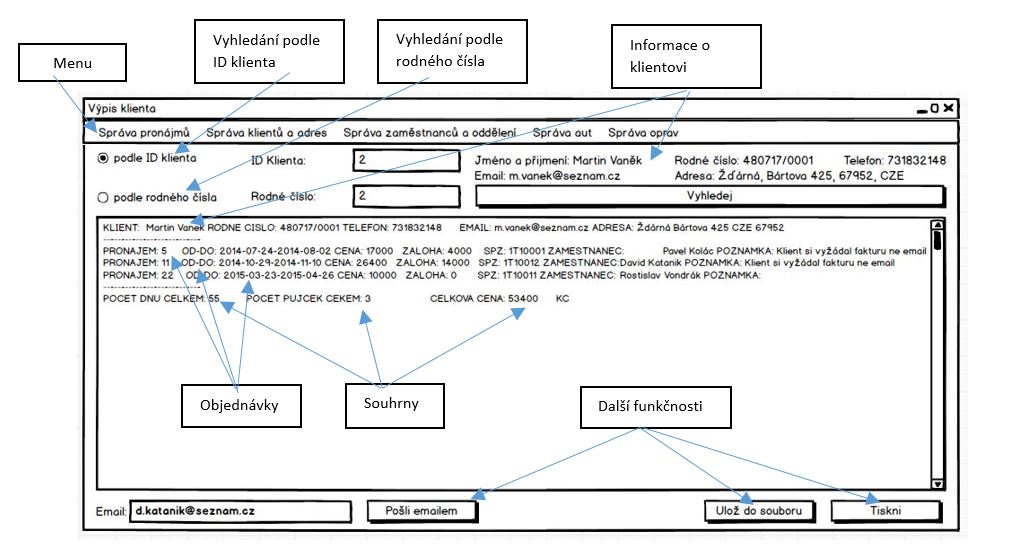 Menu
Vyhledání podle
ID klienta
Vyhledání podle
rodného čísla
Informace o
klientovi
Výpis klienta
Správa pronájmů Správa klientů a adres Správa zaměstnanců a oddělení Správa aut Správa oprav
podle ID klienta ID Klienta: 2 Jméno a přijmení: Martin Vaněk Rodné číslo: 480717/0001 Telefon: 731832148
Email: m.vanek@seznam.cz Adresa: Žďárná, Bártova 425, 67952, CZE
podle rodného čísla Rodné číslo: 2 Vyhledej
KLIENT: Martin Vanek RODNE CISLO: 480717/0001 TELEFON: 731832148 EMAIL: m.vanek@seznam.cz ADRESA: Ždárná Bártova 425 CZE 67952
------------------------------
PRONAJEM: 5 OD-DO: 2014-07-24-2014-08-02 CENA: 17000 ZALOHA: 4000 SPZ: 1T10001 ZAMESTNANEC: Pavel Kolác POZNAMKA: Klient si vyžádal fakturu ne email
PRONAJEM: 11 OD-DO: 2014-10-29-2014-11-10 CENA: 26400 ZALOHA: 14000 SPZ: 1T10012 ZAMESTNANEC:David Katanik POZNAMKA: Klient si vyžádal fakturu ne email
PRONAJEM: 22 OD-DO: 2015-03-23-2015-04-26 CENA: 10000 ZALOHA: 0 SPZ: 1T10011 ZAMESTNANEC: Rostislav Vondrák POZNAMKA:
------------------------------
POCET DNU CELKEM: 55 POCET PUJCEK CEKEM: 3 CELKOVA CENA: 53400 KC
Objednávky
Souhrny
Další funkčnosti
Email: d.katanik@seznam.cz Pošli emailem Ulož do souboru Tiskni